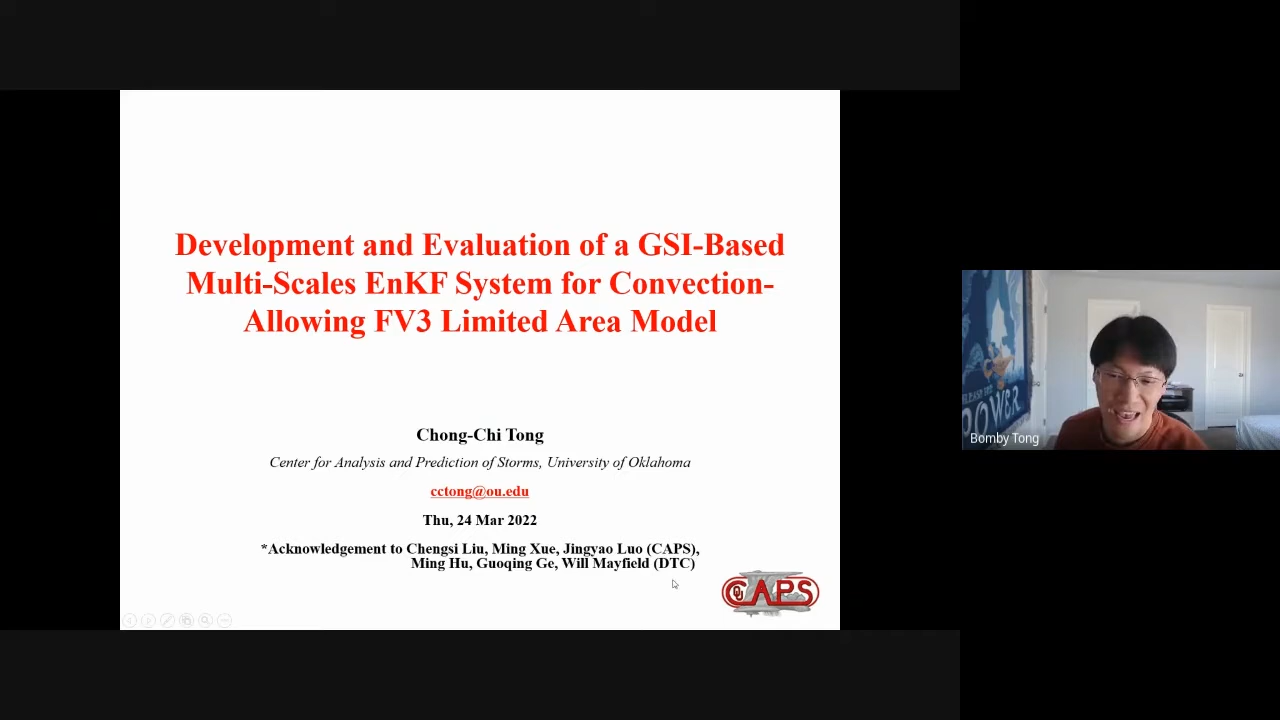 Development and Evaluation of a GSI-Based
Multi-Scales EnKF System for Convection-
Allowing FV3 Limited Area Model
Chong-Chi Tong
Center for Analysis and Prediction of Storms, University of Oklahoma
cctong@ou.edu
Thu, 24 Mar 2022
*Acknowledgement to Chengsi Liu, Ming Xue, Jingyao Luo (CAPS),
Ming Hu, Guoqing Ge, Will Mayfield (DTC)
OU CAPS
POWER
Bomby Tong